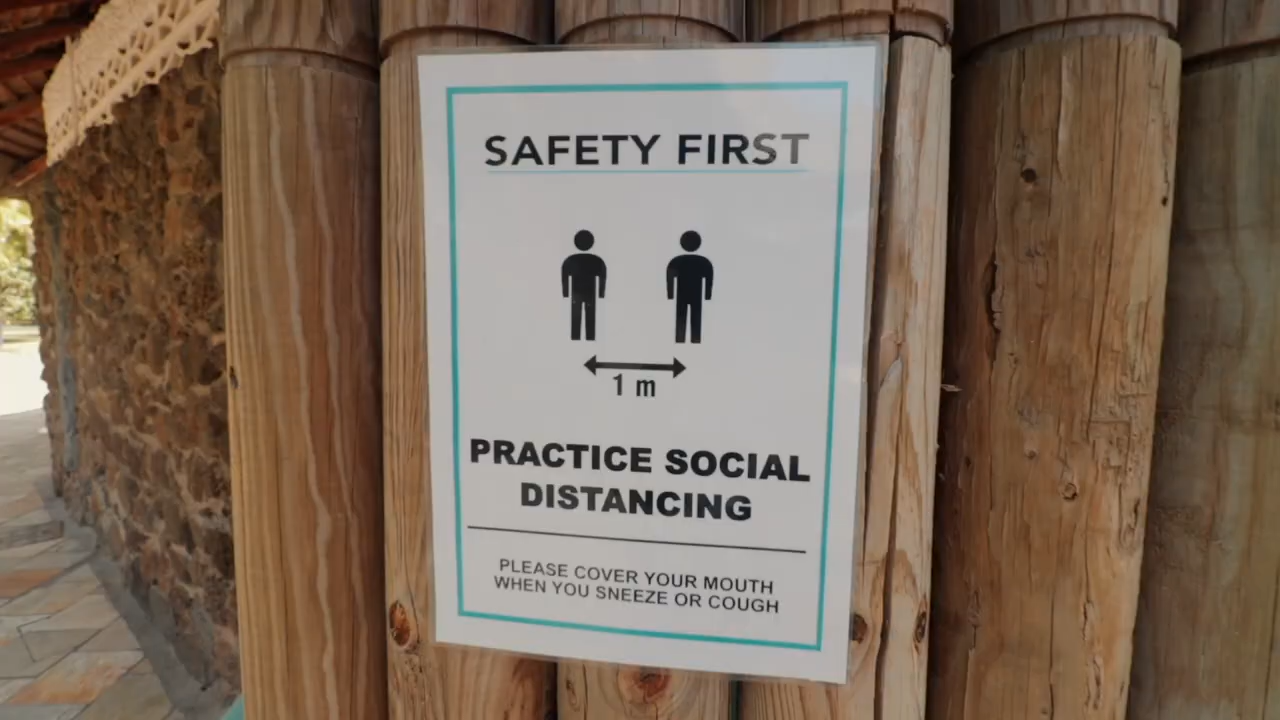 SAFETY FIRST
1 m
PRACTICE SOCIAL
DISTANCING
PLEASE COVER YOUR MOUTH
WHEN YOU SNEEZE OR COUGH